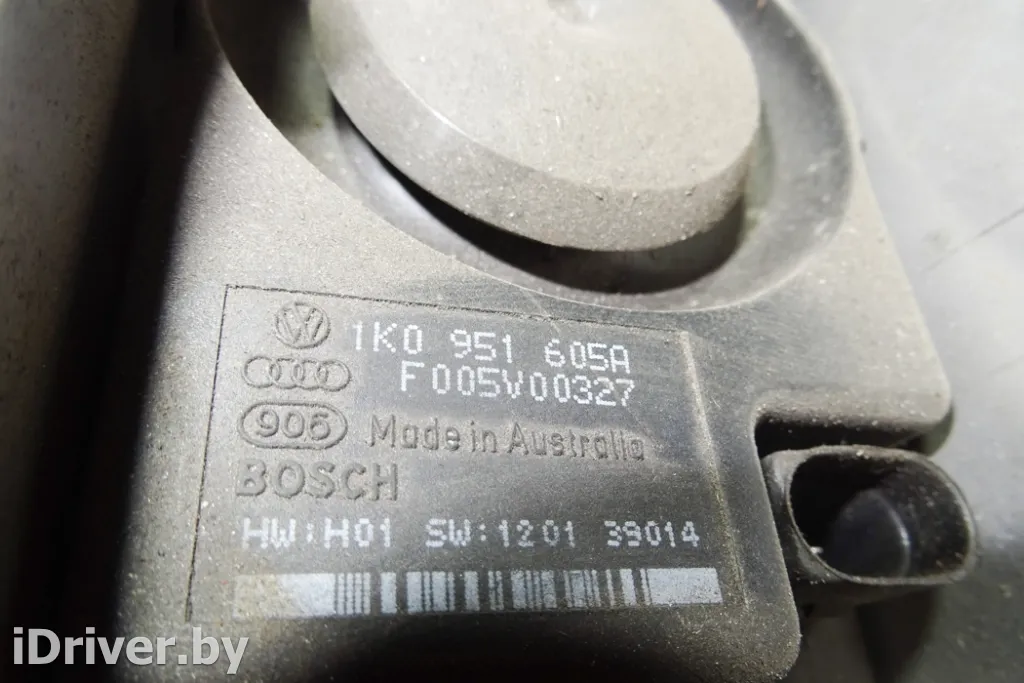 1K0 951 605A
F005V00327
906 Made in Australia
BOSCH
HW:H01 SW:1201 39014
iDriver.by